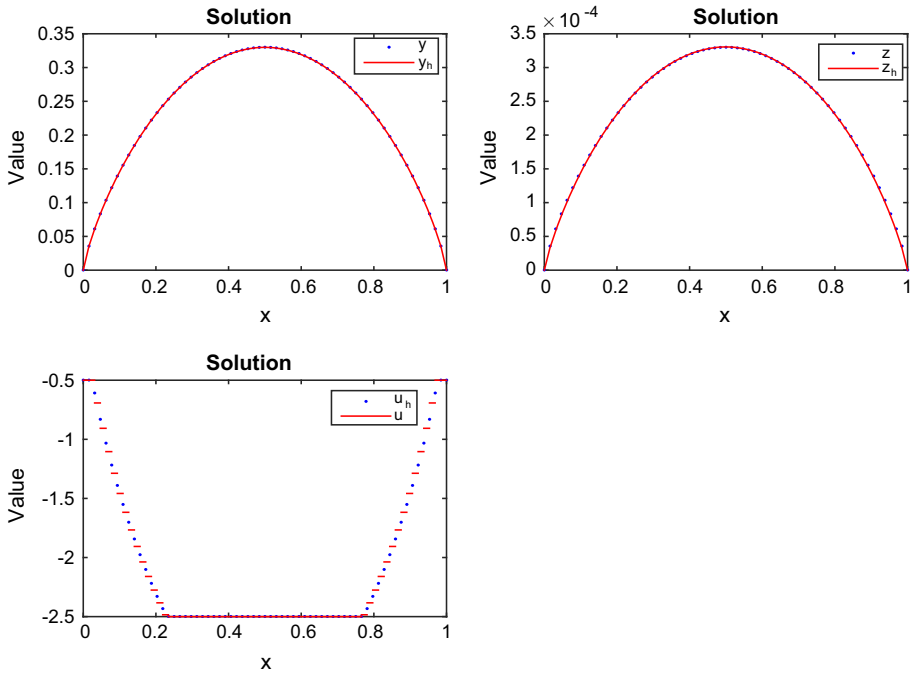 Solution
0.35
0.3
0.25
0.2
0.15
0.1
0.05
0
Value
y
y_h
0 0.2 0.4 0.6 0.8 1
x
× 10^-4
Solution
3.5
3
2.5
2
1.5
1
0.5
0
Value
z
z_h
0 0.2 0.4 0.6 0.8 1
x
Solution
-0.5
-1
-1.5
-2
-2.5
Value
u_h
u
0 0.2 0.4 0.6 0.8 1
x